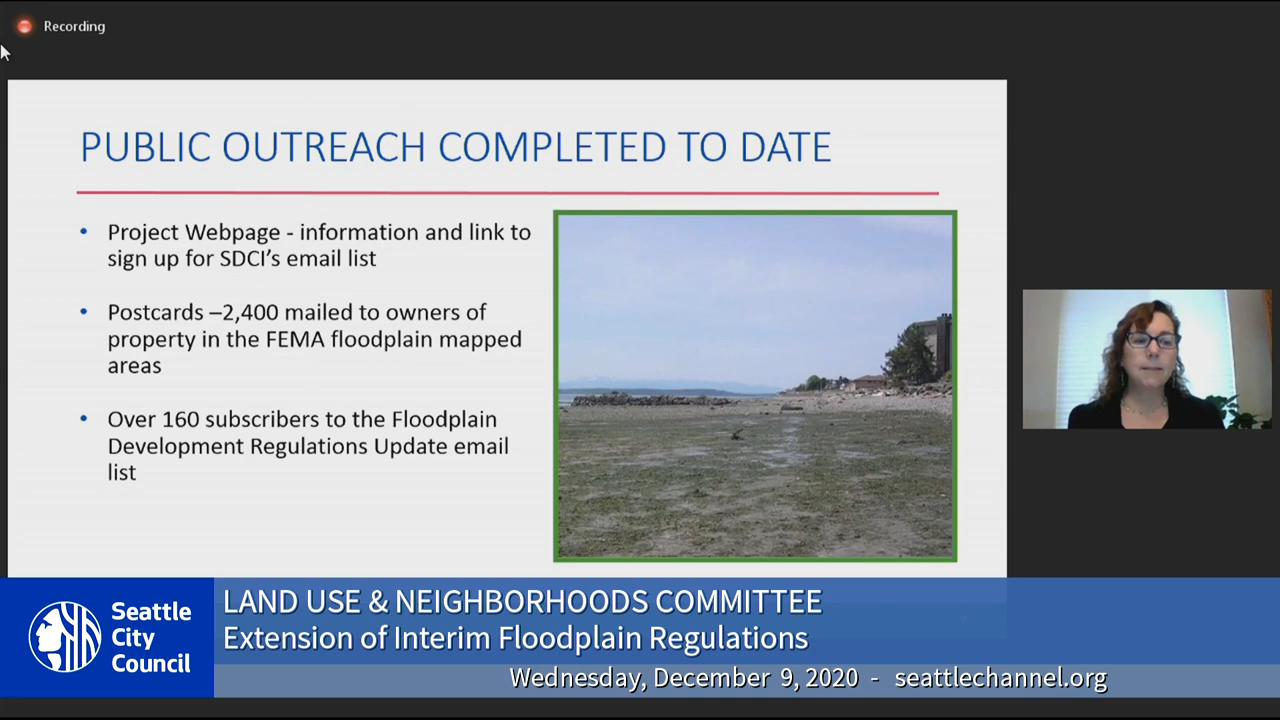 Recording
PUBLIC OUTREACH COMPLETED TO DATE
• Project Webpage - information and link to
sign up for SDCI's email list
• Postcards –2,400 mailed to owners of
property in the FEMA floodplain mapped
areas
• Over 160 subscribers to the Floodplain
Development Regulations Update email
list
Seattle
City
Council
LAND USE & NEIGHBORHOODS COMMITTEE
Extension of Interim Floodplain Regulations
Wednesday, December 9, 2020 - seattlechannel.org